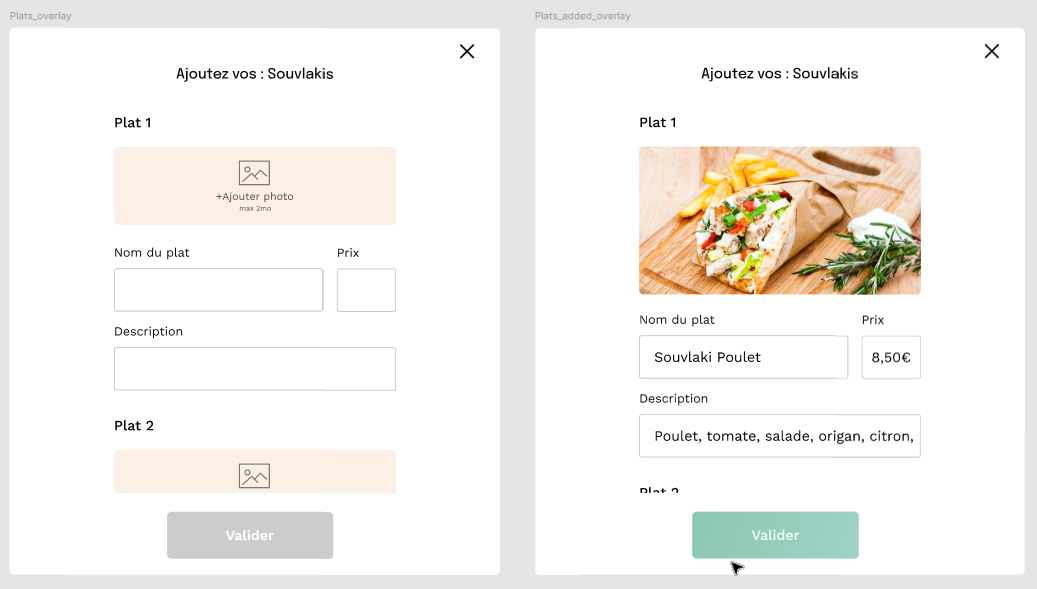 Plats_overlay
Ajoutez vos : Souvlakis
Plat 1
+Ajouter photo
max 2mo
Nom du plat
Prix
Description
Plat 2
Valider
Plats_added_overlay
Ajoutez vos : Souvlakis
Plat 1
Nom du plat
Prix
Souvlaki Poulet
8,50€
Description
Poulet, tomate, salade, origan, citron,
Plat 2
Valider